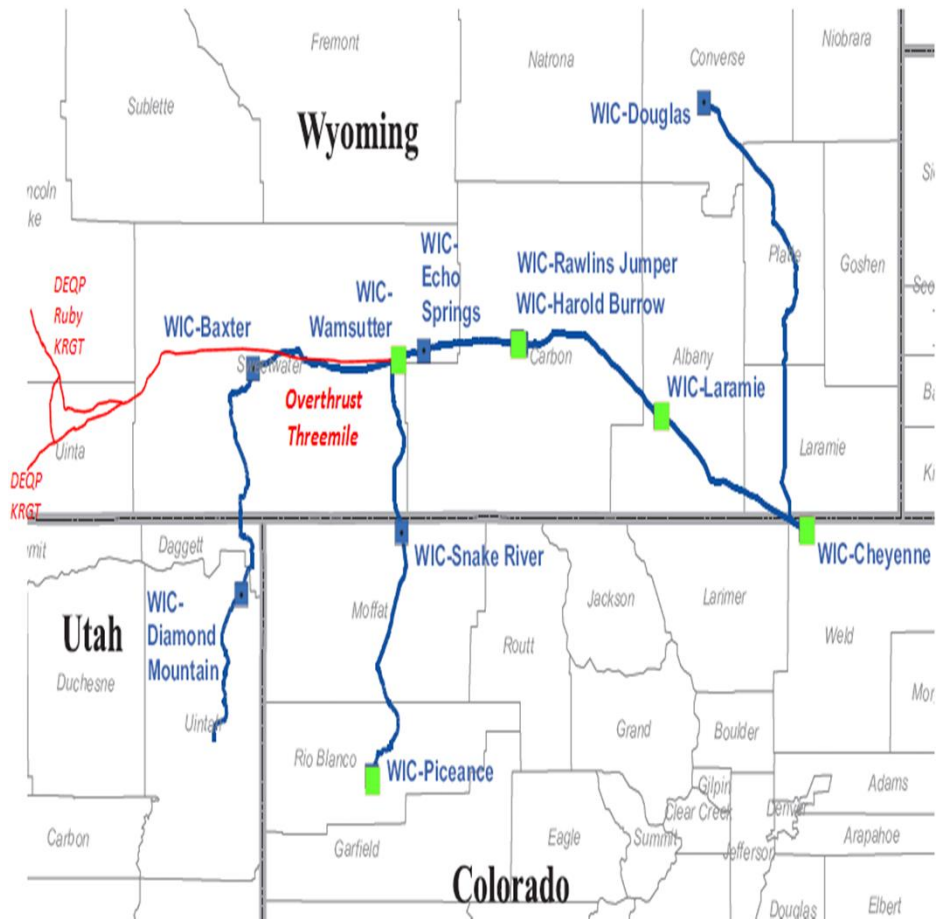 Fremont
Natrona
Converse
Niobrara
Sublette
Wyoming
WIC-Douglas
Platte
Goshen
WIC-
Echo
Springs
WIC-Rawlins Jumper
WIC-Harold Burrow
WIC-
Wamsutter
WIC-Baxter
Sweetwater
Carbon
Albany
WIC-Laramie
Laramie
DEQP
Ruby
KRGT
Overthrust
Threemile
Uinta
DEQP
KRGT
WIC-Cheyenne
Daggett
WIC-Snake River
WIC-
Diamond
Mountain
Utah
Duchesne
Uintah
Moffat
Routt
Jackson
Larimer
Weld
Grand
Boulder
Rio Blanco
WIC-Piceance
Gilpin
Clear Creek
Denver
Adams
Arapahoe
Carbon
Garfield
Eagle
Summit
Jefferson
Colorado
Douglas
Elbert